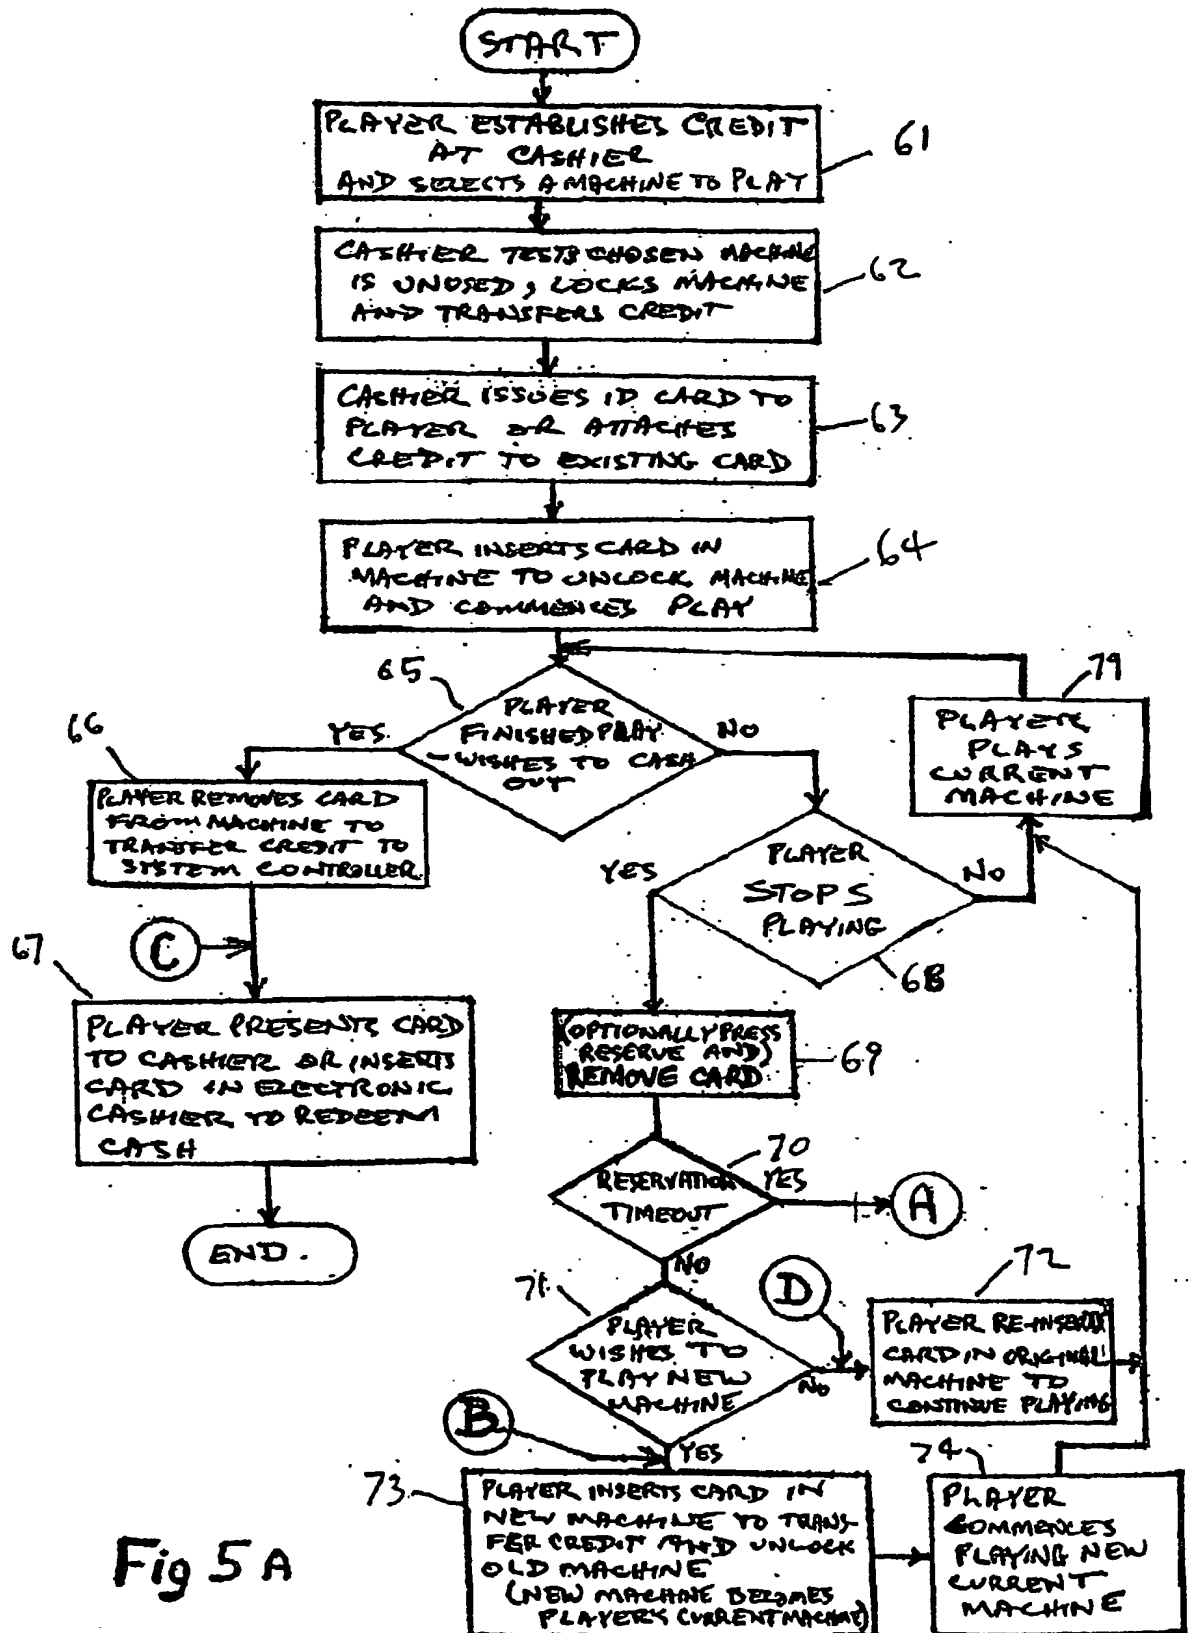 START
PLAYER ESTABLISHES CREDIT
AT CASHIER
AND SELECTS A MACHINE TO PLAY
61
CASHIER TESTS CHOSEN MACHINE
IS UNUSED, LOCKS MACHINE
AND TRANSFERS CREDIT
62
CASHIER ISSUES ID CARD TO
PLAYER OR ATTACHES
CREDIT TO EXISTING CARD
63
PLAYER INSERTS CARD IN
MACHINE TO UNLOCK MACHINE
AND COMMENCES PLAY
64
65
PLAYER
FINISHED PLAY
- WISHES TO CASH
OUT
YES
NO
79
PLAYER
PLAYS
CURRENT
MACHINE
66
PLAYER REMOVES CARD
FROM MACHINE TO
TRANSFER CREDIT TO
SYSTEM CONTROLLER
YES
PLAYER
STOPS
PLAYING
NO
68
C
67
PLAYER PRESENTS CARD
TO CASHIER OR INSERTS
CARD IN ELECTRONIC
CASHIER TO REDEEM
CASH
END.
(OPTIONALLY PRESS
RESERVE AND)
REMOVE CARD
69
70
RESERVATION
TIMEOUT
YES
A
NO
71
PLAYER
WISHES TO
PLAY NEW
MACHINE
NO
D
72
PLAYER RE-INSERTS
CARD IN ORIGINAL
MACHINE TO
CONTINUE PLAYING
B
YES
73
PLAYER INSERTS CARD IN
NEW MACHINE TO TRANS-
FER CREDIT AND UNLOCK
OLD MACHINE
(NEW MACHINE BECOMES
PLAYER'S CURRENT MACHINE)
74
PLAYER
COMMENCES
PLAYING NEW
CURRENT
MACHINE
Fig 5 A